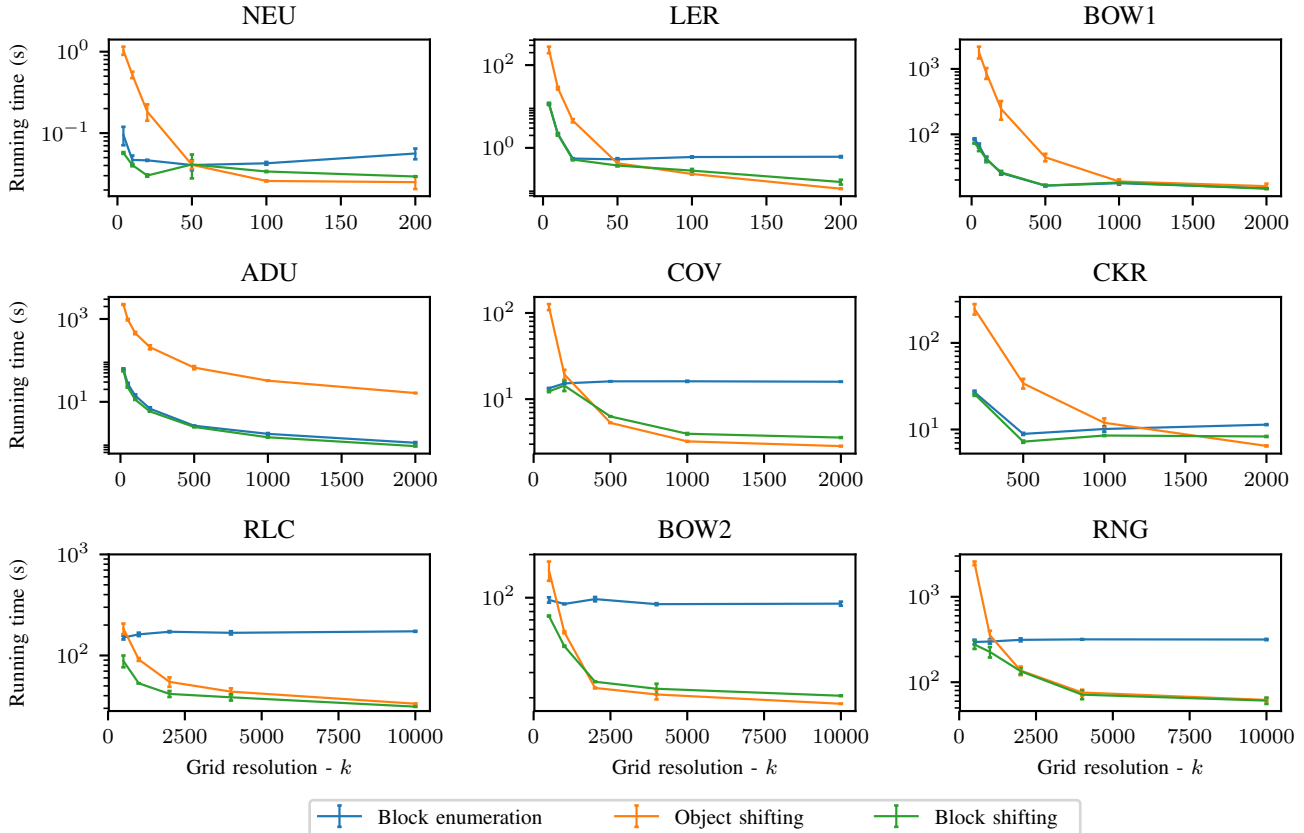 NEU LER BOW1
Running time (s)
10^0
10^-1
0 50 100 150 200
10^2
10^0
0 50 100 150 200
10^3
10^2
0 500 1000 1500 2000
ADU COV CKR
Running time (s)
10^3
10^1
0 500 1000 1500 2000
10^2
10^1
0 500 1000 1500 2000
10^2
10^1
500 1000 1500 2000
RLC BOW2 RNG
Running time (s)
10^3
10^2
0 2500 5000 7500 10000
10^2
0 2500 5000 7500 10000
10^3
10^2
0 2500 5000 7500 10000
Grid resolution - k Grid resolution - k Grid resolution - k
Block enumeration Object shifting Block shifting